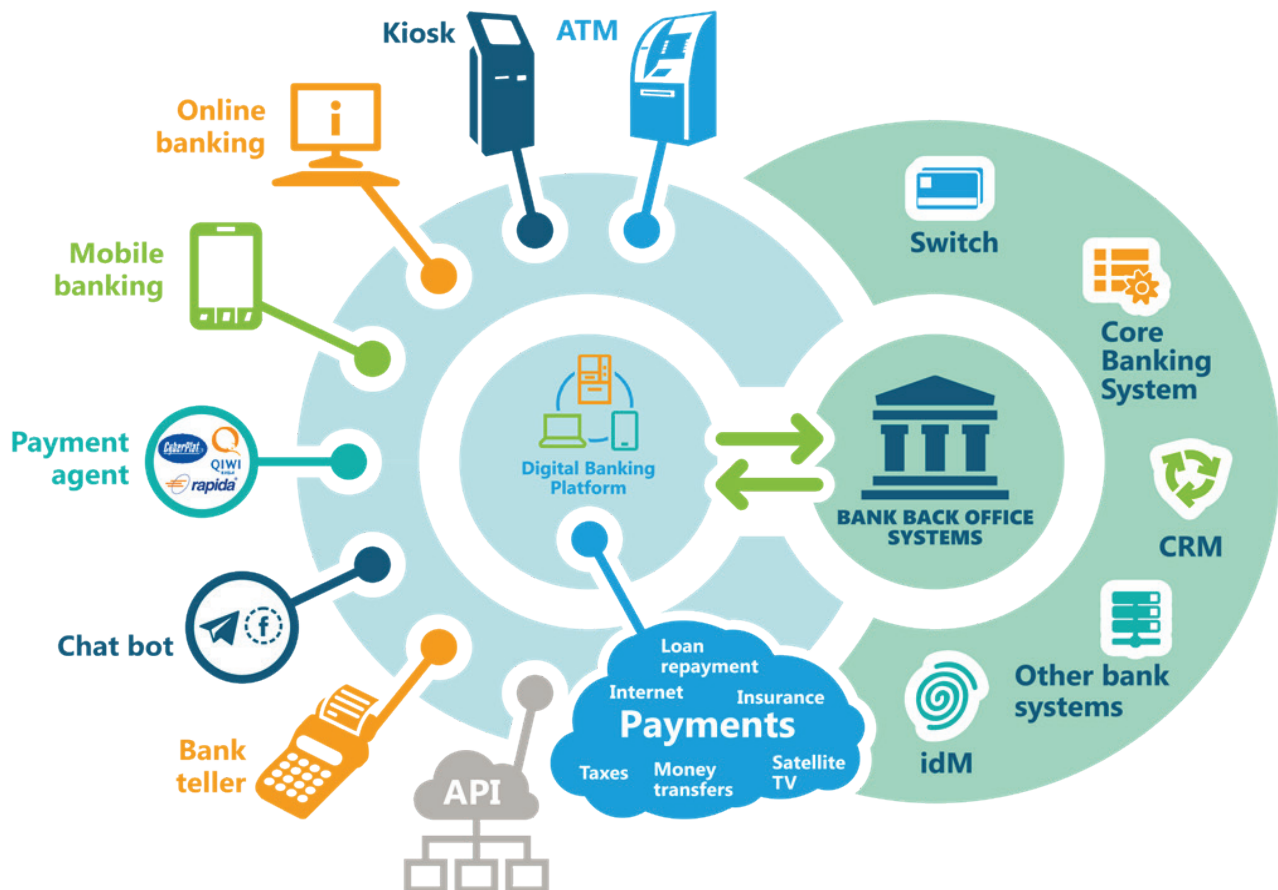 Kiosk
ATM
Online
banking
i
Mobile
banking
Payment
agent
CyberPlat
QIWI
rapida
Chat bot
f
Bank
teller
API
Digital Banking
Platform
Loan
repayment
Internet
Insurance
Payments
Taxes
Money
transfers
Satellite
TV
BANK BACK OFFICE
SYSTEMS
Switch
Core
Banking
System
CRM
Other bank
systems
idM